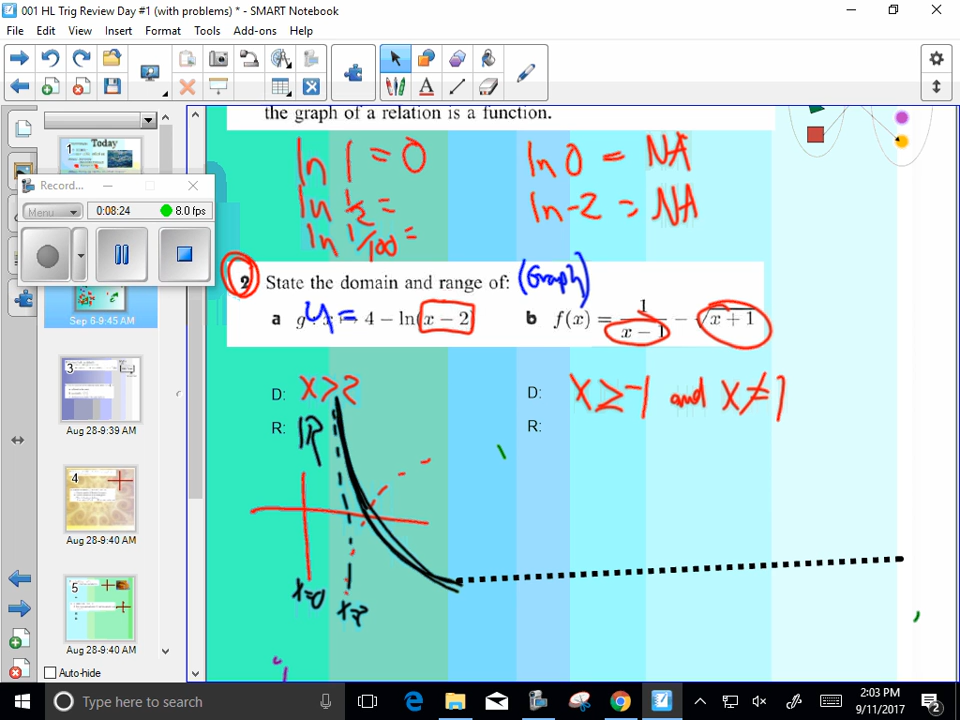 001 HL Trig Review Day #1 (with problems) * - SMART Notebook
File Edit View Insert Format Tools Add-ons Help
the graph of a relation is a function.
ln 1 = 0
ln 0 = NA
ln 1/2 =
ln -2 = NA
ln 1/100 =
1
Today
Record...
Menu
0:08:24
8.0 fps
2 State the domain and range of: (Graph)
a y = 4 − ln(x − 2)
b f(x) = 1/(x − 1) − √x + 1
Sep 6-9:45 AM
D: x > 2
D: x ≥ -1 and x ≠ 1
R: ℝ
R:
3
Aug 28-9:39 AM
4
Aug 28-9:40 AM
x=0
x=2
5
Aug 28-9:40 AM
Auto-hide
Type here to search
2:03 PM
9/11/2017
2